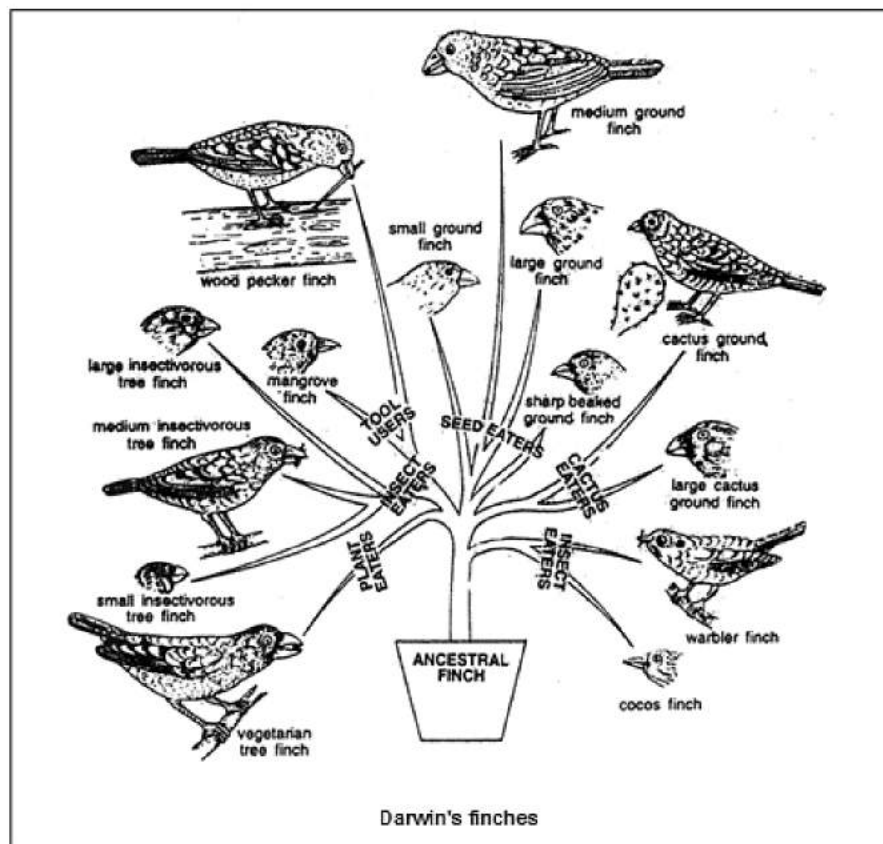 medium ground
finch
small ground
finch
large ground
finch
wood pecker finch
cactus ground
finch
large insectivorous
tree finch
mangrove
finch
sharp beaked
ground finch
TOOL
USERS
SEED EATERS
medium insectivorous
tree finch
INSECT
EATERS
CACTUS
EATERS
large cactus
ground finch
PLANT
EATERS
INSECT
EATERS
small insectivorous
tree finch
warbler finch
ANCESTRAL
FINCH
cocos finch
vegetarian
tree finch
Darwin's finches